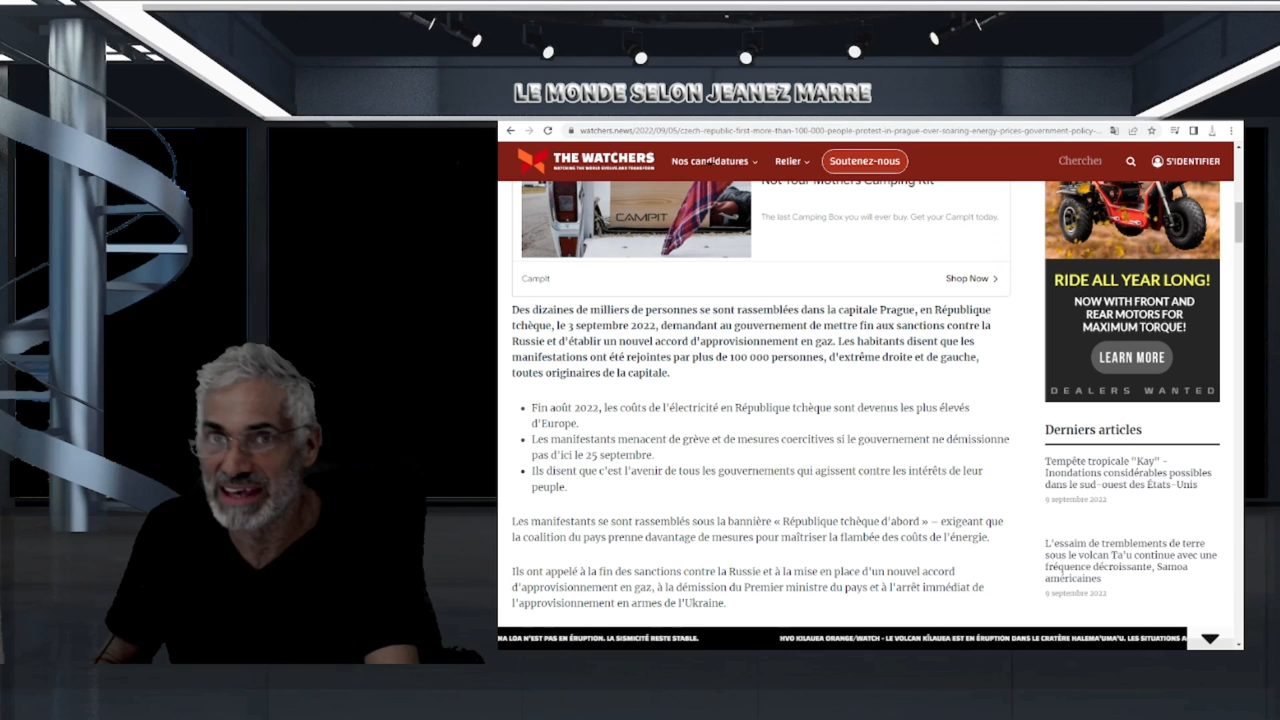 LE MONDE SELON JEANEZ MARRE
watchers.news/2022/09/05/czech-republic-first-more-than-100-000-people-protest-in-prague-over-soaring-energy-prices-government-policy-...
THE WATCHERS
WATCHING THE WORLD EVOLVE AND TRANSFORM
Nos candidatures
Relier
Soutenez-nous
Chercher
S'IDENTIFIER
Not Your Mothers Camping Kit
CAMPIT
The last Camping Box you will ever buy. Get your CampIt today.
CampIt
Shop Now
Des dizaines de milliers de personnes se sont rassemblées dans la capitale Prague, en République
tchèque, le 3 septembre 2022, demandant au gouvernement de mettre fin aux sanctions contre la
Russie et d'établir un nouvel accord d'approvisionnement en gaz. Les habitants disent que les
manifestations ont été rejointes par plus de 100 000 personnes, d'extrême droite et de gauche,
toutes originaires de la capitale.
• Fin août 2022, les coûts de l'électricité en République tchèque sont devenus les plus élevés
d'Europe.
• Les manifestants menacent de grève et de mesures coercitives si le gouvernement ne démissionne
pas d'ici le 25 septembre.
• Ils disent que c'est l'avenir de tous les gouvernements qui agissent contre les intérêts de leur
peuple.
Les manifestants se sont rassemblés sous la bannière « République tchèque d'abord » – exigeant que
la coalition du pays prenne davantage de mesures pour maîtriser la flambée des coûts de l'énergie.
Ils ont appelé à la fin des sanctions contre la Russie et à la mise en place d'un nouvel accord
d'approvisionnement en gaz, à la démission du Premier ministre du pays et à l'arrêt immédiat de
l'approvisionnement en armes de l'Ukraine.
RIDE ALL YEAR LONG!
NOW WITH FRONT AND
REAR MOTORS FOR
MAXIMUM TORQUE!
LEARN MORE
DEALERS WANTED
Derniers articles
Tempête tropicale "Kay" -
Inondations considérables possibles
dans le sud-ouest des États-Unis
9 septembre 2022
L'essaim de tremblements de terre
sous le volcan Ta'u continue avec une
fréquence décroissante, Samoa
américaines
9 septembre 2022
NA LOA N'EST PAS EN ÉRUPTION. LA SISMICITÉ RESTE STABLE.
HVO KILAUEA ORANGE/WATCH - LE VOLCAN KĪLAUEA EST EN ÉRUPTION DANS LE CRATÈRE HALEMA'UMA'U. LES SITUATIONS A